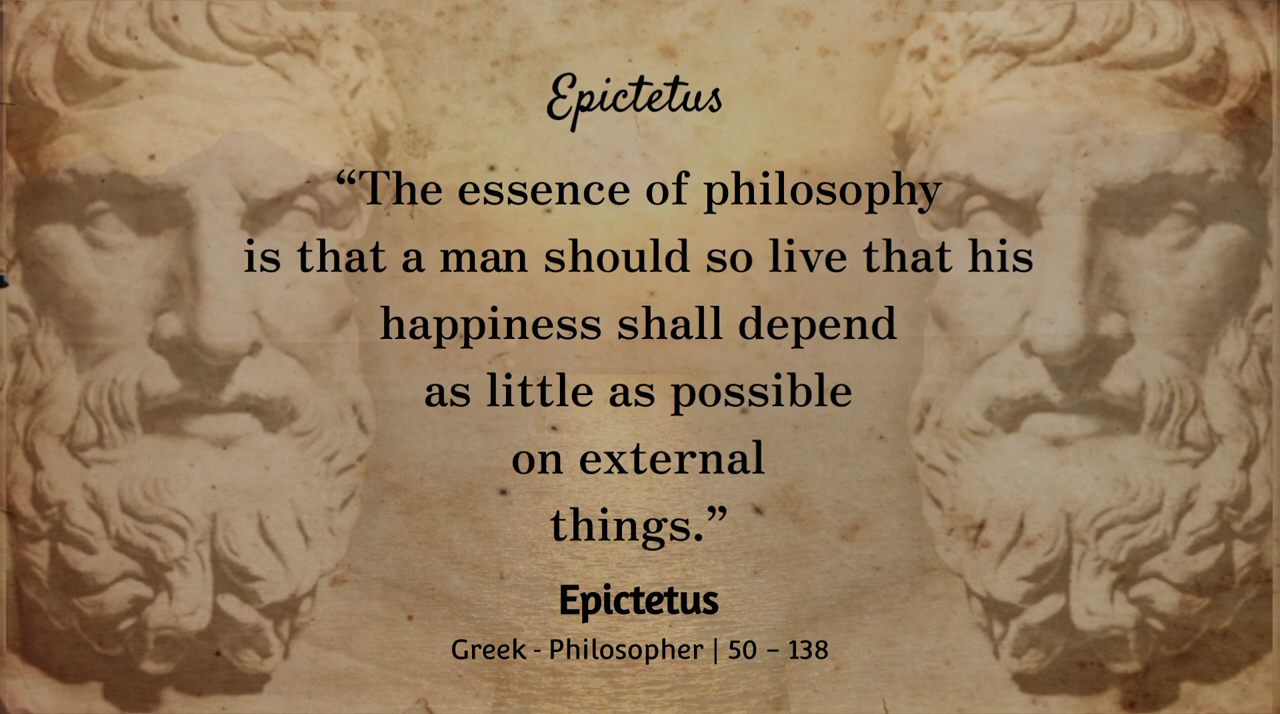 Epictetus
“The essence of philosophy
is that a man should so live that his
happiness shall depend
as little as possible
on external
things.”
Epictetus
Greek - Philosopher | 50 – 138